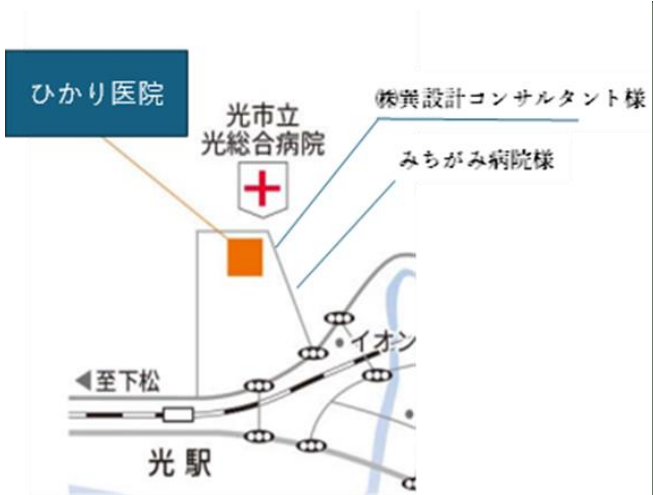 ひかり医院
光市立
光総合病院
㈱巽設計コンサルタント様
みちがみ病院様
イオン
◀至下松
光駅